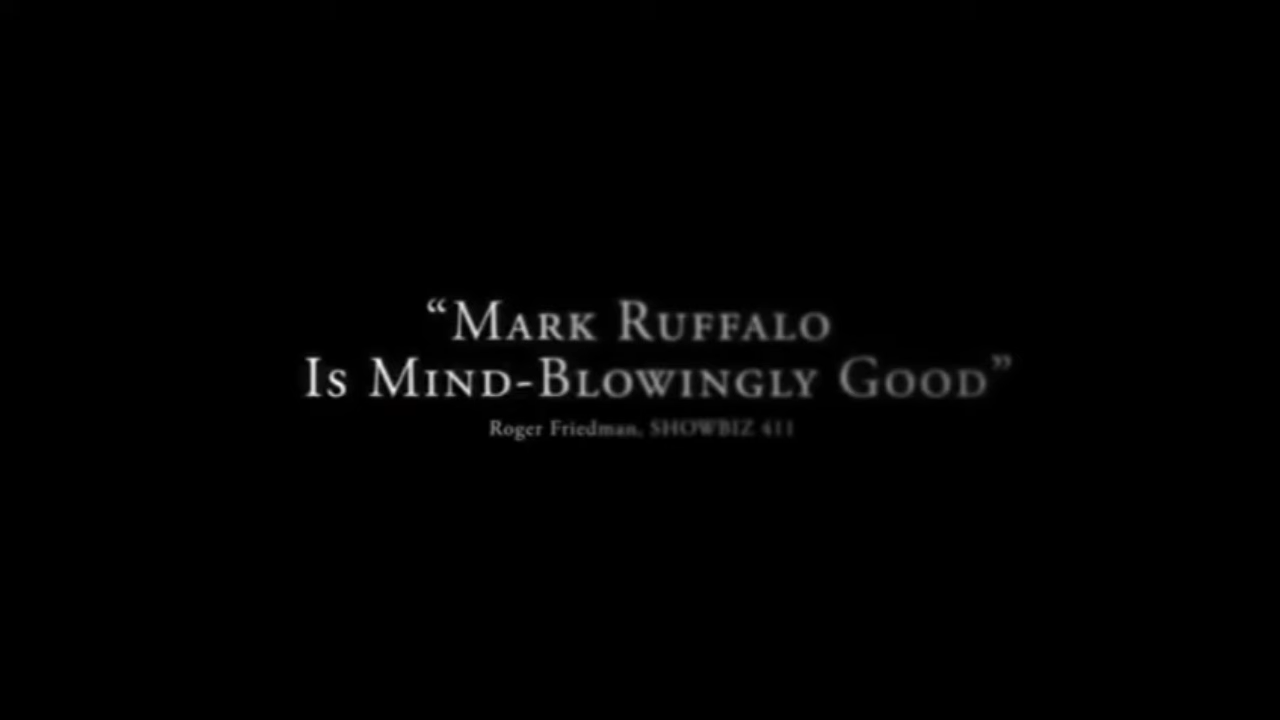 “Mark Ruffalo
Is Mind-Blowingly Good”
Roger Friedman, SHOWBIZ 411